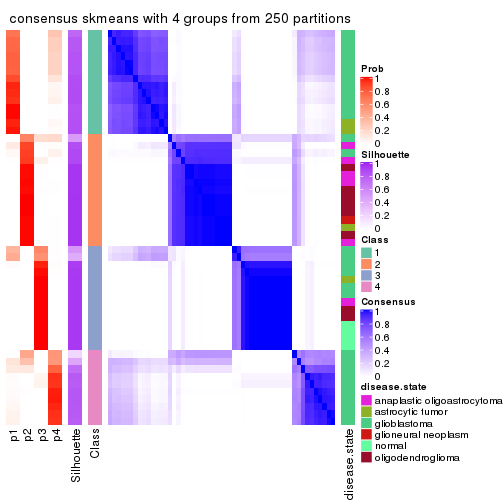 consensus skmeans with 4 groups from 250 partitions
Prob
1
0.8
0.6
0.4
0.2
0
Silhouette
1
0.8
0.6
0.4
0.2
0
Class
1
2
3
4
Consensus
1
0.8
0.6
0.4
0.2
0
disease.state
anaplastic oligoastrocytoma
astrocytic tumor
glioblastoma
glioneural neoplasm
normal
oligodendroglioma
p1
p2
p3
p4
Silhouette
Class
disease.state